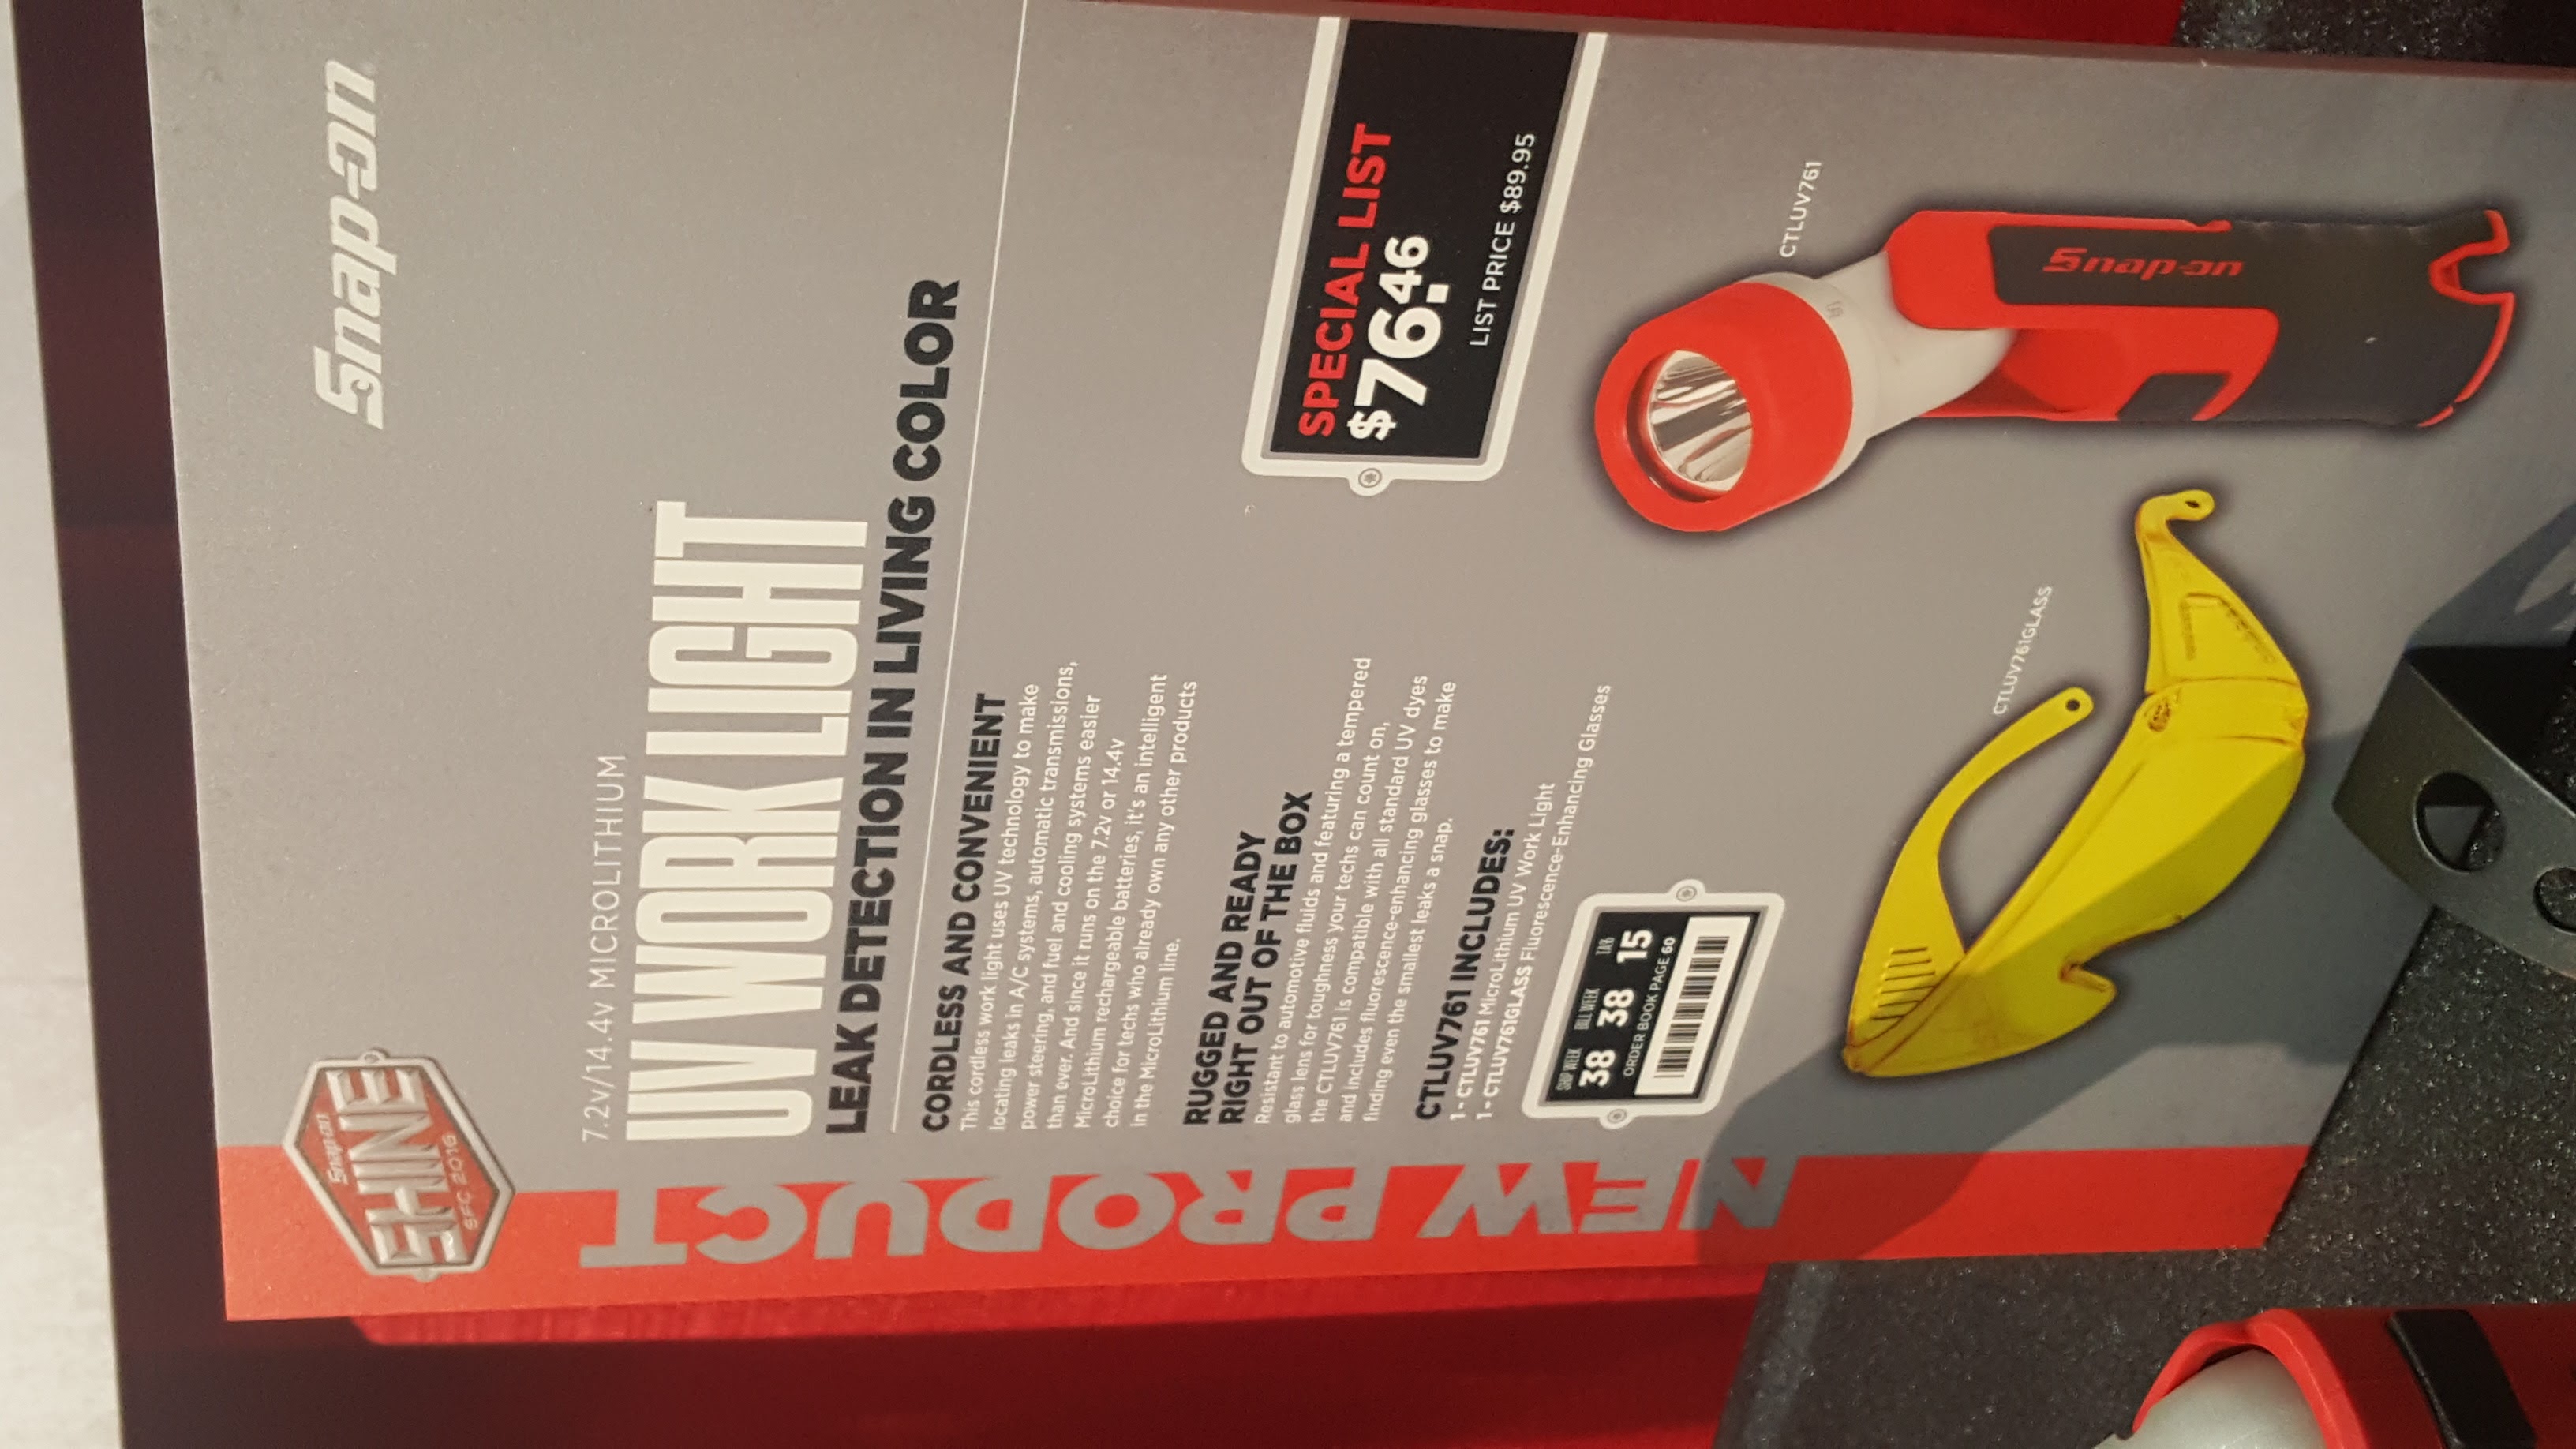 Snap-on
SHINE
SFC 2016
Snap-on
NEW PRODUCT
7.2v/14.4v MICROLITHIUM
UV WORK LIGHT
LEAK DETECTION IN LIVING COLOR
CORDLESS AND CONVENIENT
This cordless work light uses UV technology to make
locating leaks in A/C systems, automatic transmissions,
power steering, and fuel and cooling systems easier
than ever. And since it runs on the 7.2v or 14.4v
MicroLithium rechargeable batteries, it's an intelligent
choice for techs who already own any other products
in the MicroLithium line.
RUGGED AND READY
RIGHT OUT OF THE BOX
Resistant to automotive fluids and featuring a tempered
glass lens for toughness your techs can count on,
the CTLUV761 is compatible with all standard UV dyes
and includes fluorescence-enhancing glasses to make
finding even the smallest leaks a snap.
CTLUV761 INCLUDES:
1 - CTLUV761 MicroLithium UV Work Light
1 - CTLUV761GLASS Fluorescence-Enhancing Glasses
SHIP WEEK BILL WEEK TAB
38 38 15
ORDER BOOK PAGE 60
SPECIAL LIST
$76.46
LIST PRICE $89.95
CTLUV761
CTLUV761GLASS
Snap-on